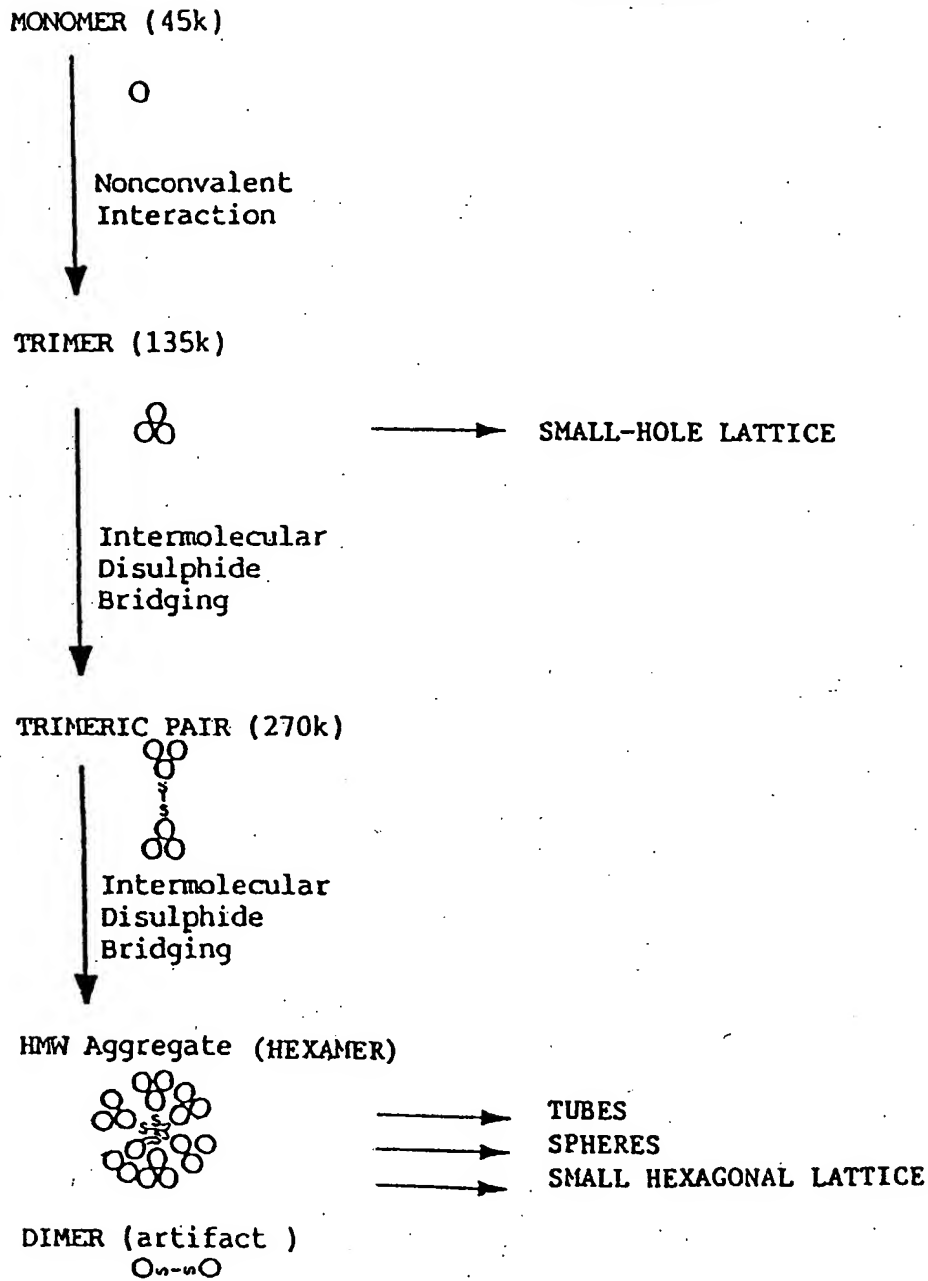 MONOMER (45k)
Nonconvalent
Interaction
TRIMER (135k)
SMALL-HOLE LATTICE
Intermolecular
Disulphide
Bridging
TRIMERIC PAIR (270k)
S
S
Intermolecular
Disulphide
Bridging
HMW Aggregate (HEXAMER)
TUBES
SPHERES
SMALL HEXAGONAL LATTICE
DIMER (artifact )
S-S